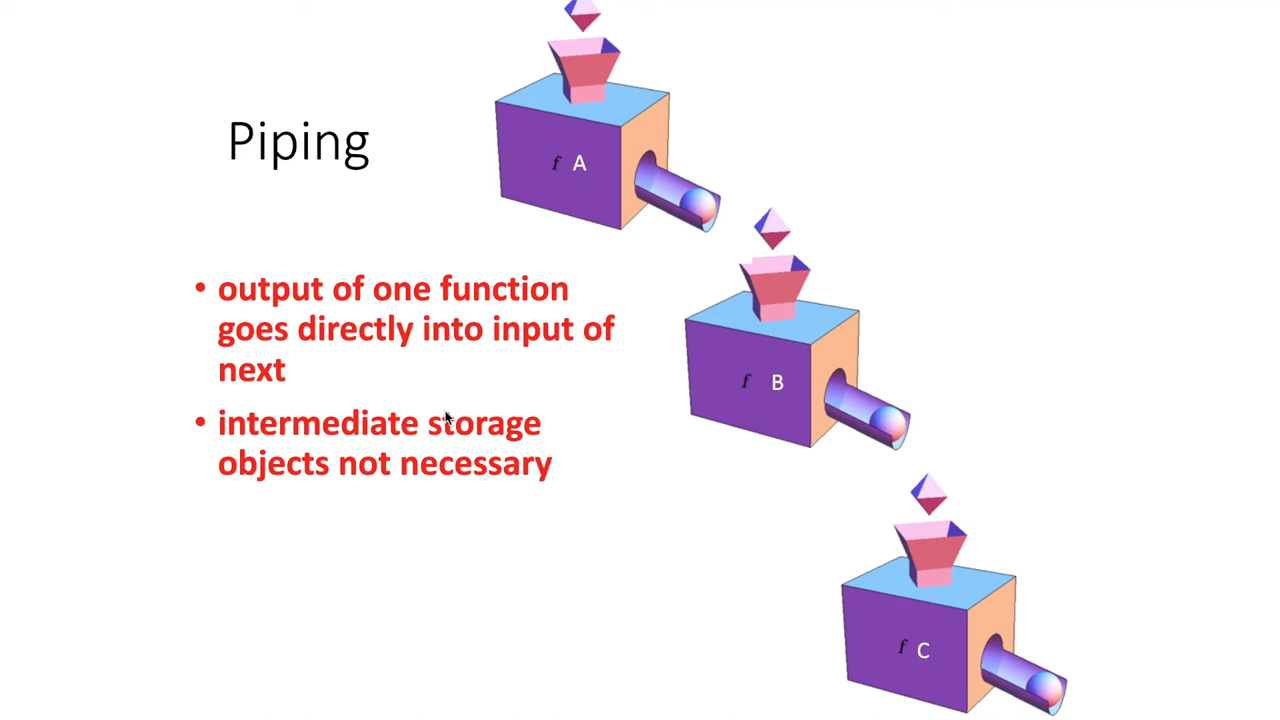 Piping
• output of one function
goes directly into input of
next
• intermediate storage
objects not necessary
f A
f B
f C